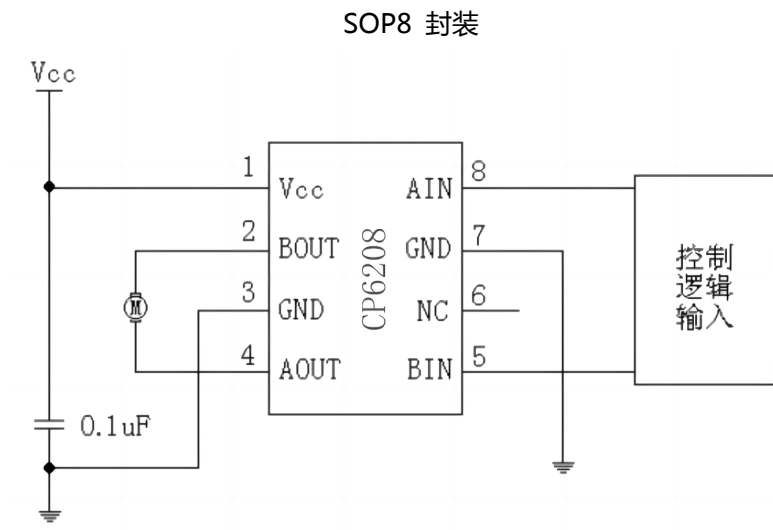 SOP8 封装
Vcc
1
Vcc
AIN
8
2
BOUT
GND
7
3
GND
NC
6
4
AOUT
BIN
5
CP6208
M
0.1uF
控制
逻辑
输入